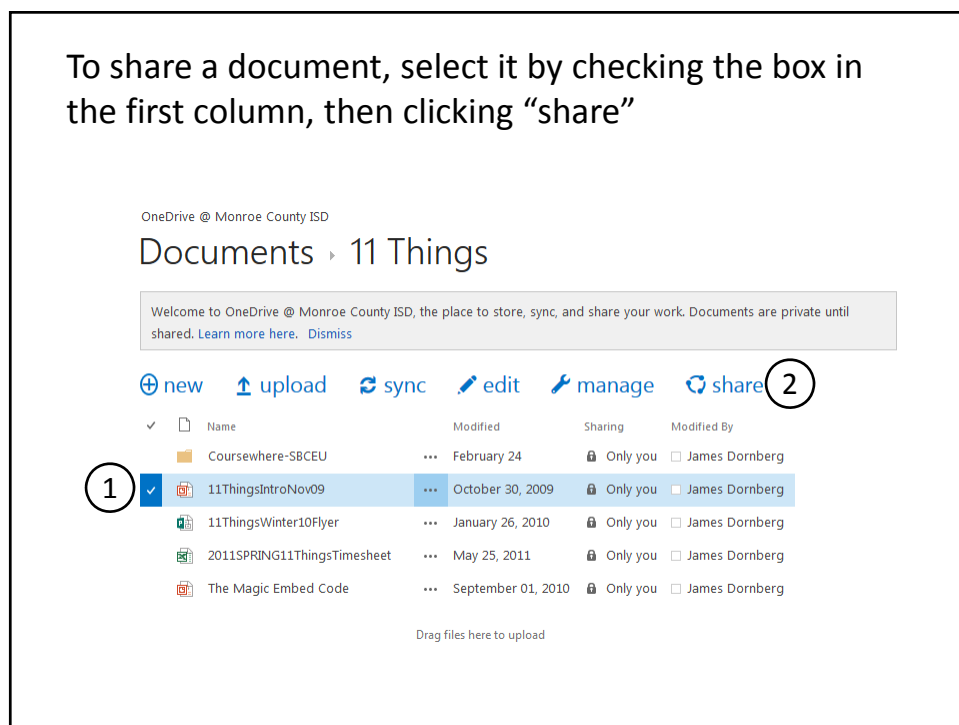 To share a document, select it by checking the box in
the first column, then clicking “share”
OneDrive @ Monroe County ISD
Documents ▸ 11 Things
Welcome to OneDrive @ Monroe County ISD, the place to store, sync, and share your work. Documents are private until
shared. Learn more here. Dismiss
new upload sync edit manage share 2
Name Modified Sharing Modified By
Coursewhere-SBCEU ... February 24 Only you James Dornberg
1 11ThingsIntroNov09 ... October 30, 2009 Only you James Dornberg
11ThingsWinter10Flyer ... January 26, 2010 Only you James Dornberg
2011SPRING11ThingsTimesheet ... May 25, 2011 Only you James Dornberg
The Magic Embed Code ... September 01, 2010 Only you James Dornberg
Drag files here to upload